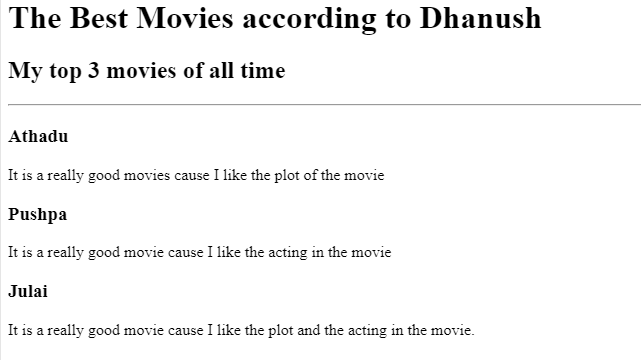 The Best Movies according to Dhanush
My top 3 movies of all time
Athadu
It is a really good movies cause I like the plot of the movie
Pushpa
It is a really good movie cause I like the acting in the movie
Julai
It is a really good movie cause I like the plot and the acting in the movie.